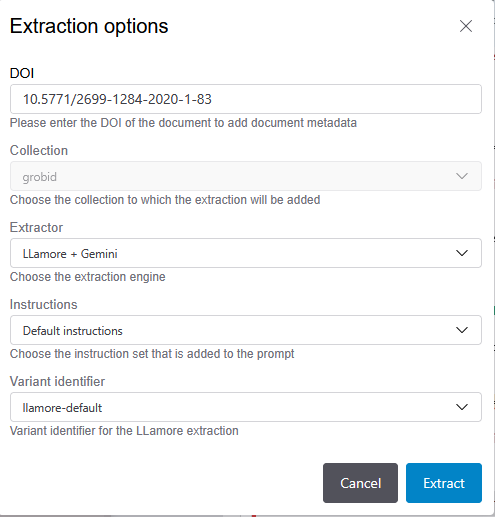 Extraction options
DOI
10.5771/2699-1284-2020-1-83
Please enter the DOI of the document to add document metadata
Collection
grobid
Choose the collection to which the extraction will be added
Extractor
LLamore + Gemini
Choose the extraction engine
Instructions
Default instructions
Choose the instruction set that is added to the prompt
Variant identifier
llamore-default
Variant identifier for the LLamore extraction
Cancel
Extract